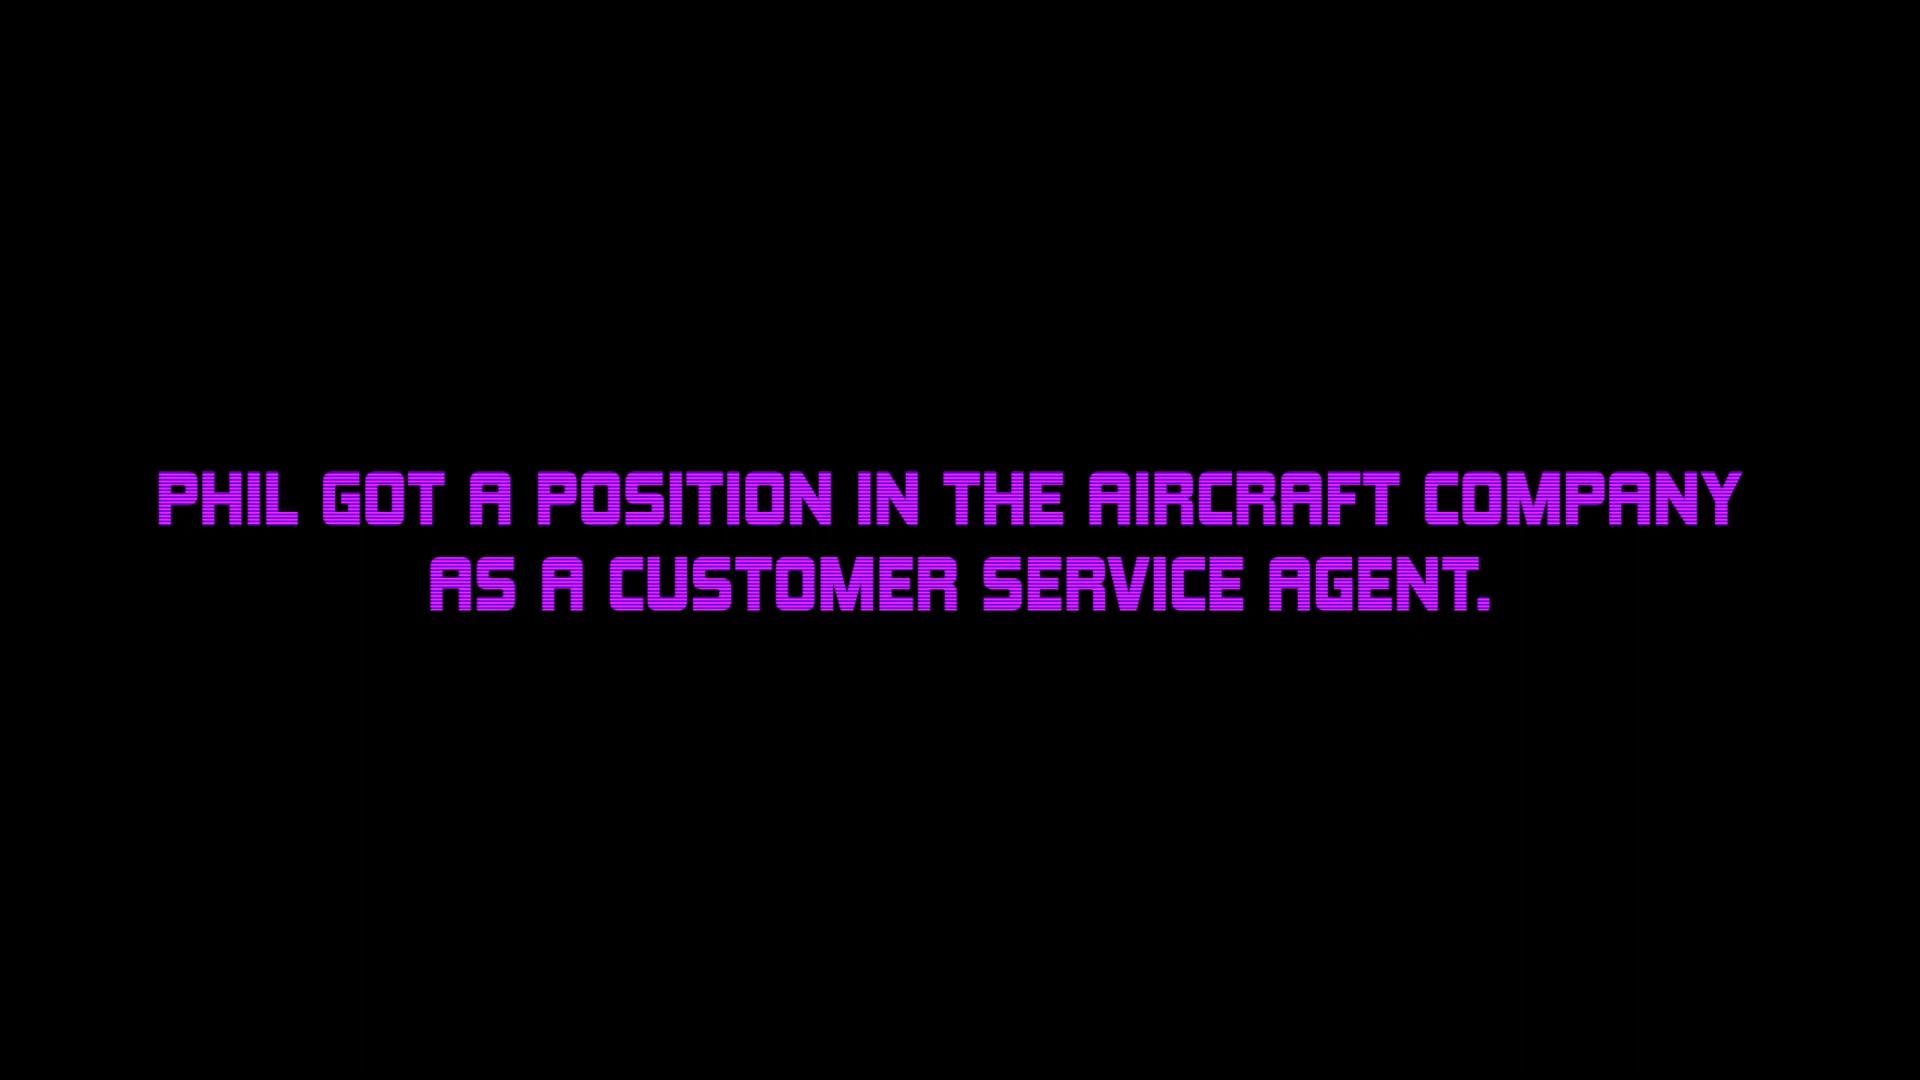 PHIL GOT A POSITION IN THE AIRCRAFT COMPANY
AS A CUSTOMER SERVICE AGENT.